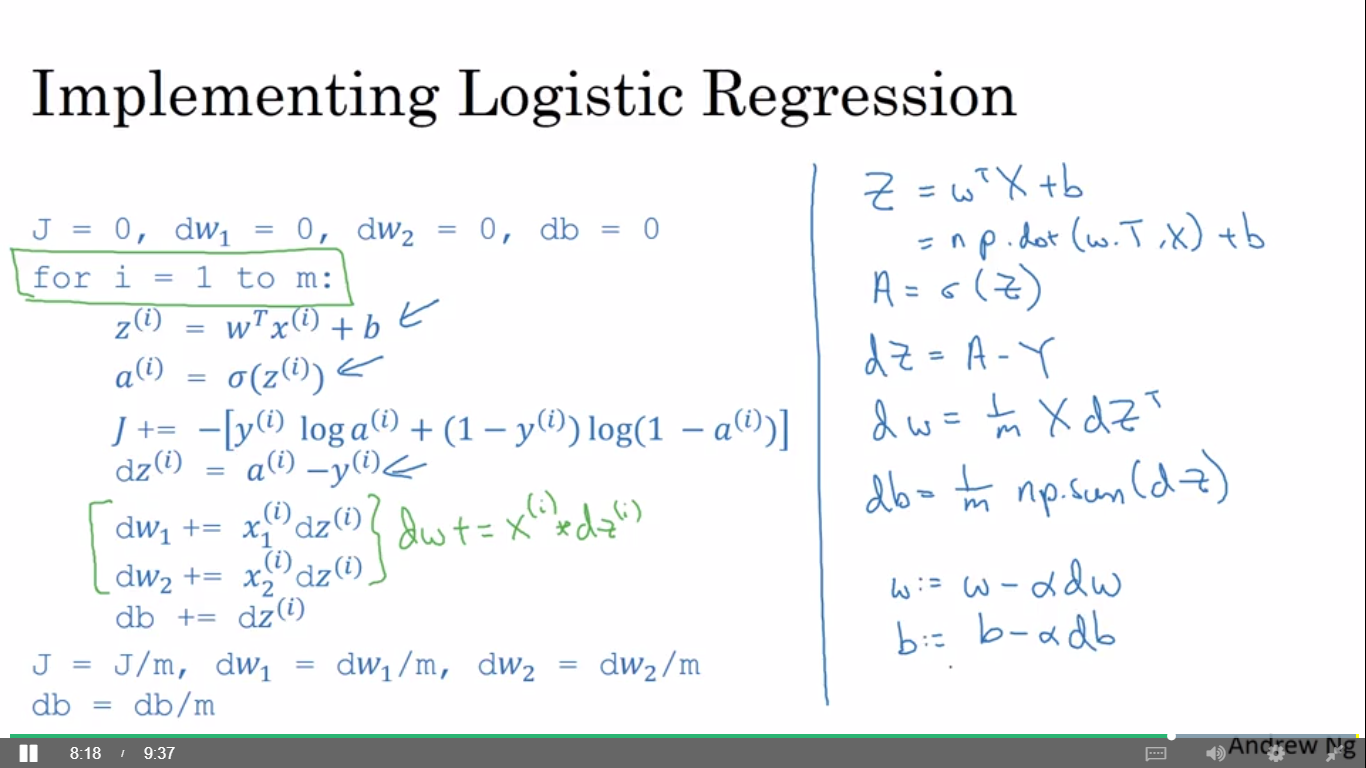 Implementing Logistic Regression
J = 0, dw₁ = 0, dw₂ = 0, db = 0
for i = 1 to m:
z⁽ⁱ⁾ = wᵀx⁽ⁱ⁾ + b
a⁽ⁱ⁾ = σ(z⁽ⁱ⁾)
J += −[y⁽ⁱ⁾ log a⁽ⁱ⁾ + (1 − y⁽ⁱ⁾) log(1 − a⁽ⁱ⁾)]
dz⁽ⁱ⁾ = a⁽ⁱ⁾ − y⁽ⁱ⁾
dw₁ += x₁⁽ⁱ⁾dz⁽ⁱ⁾
dw₂ += x₂⁽ⁱ⁾dz⁽ⁱ⁾
dw += x⁽ⁱ⁾ * dz⁽ⁱ⁾
db += dz⁽ⁱ⁾
J = J/m, dw₁ = dw₁/m, dw₂ = dw₂/m
db = db/m
Z = wᵀX + b
= np.dot(w.T,X) + b
A = σ(Z)
dZ = A - Y
dw = 1/m X dZᵀ
db = 1/m np.sum(dZ)
w := w - αdw
b := b - αdb
8:18 / 9:37
Andrew Ng